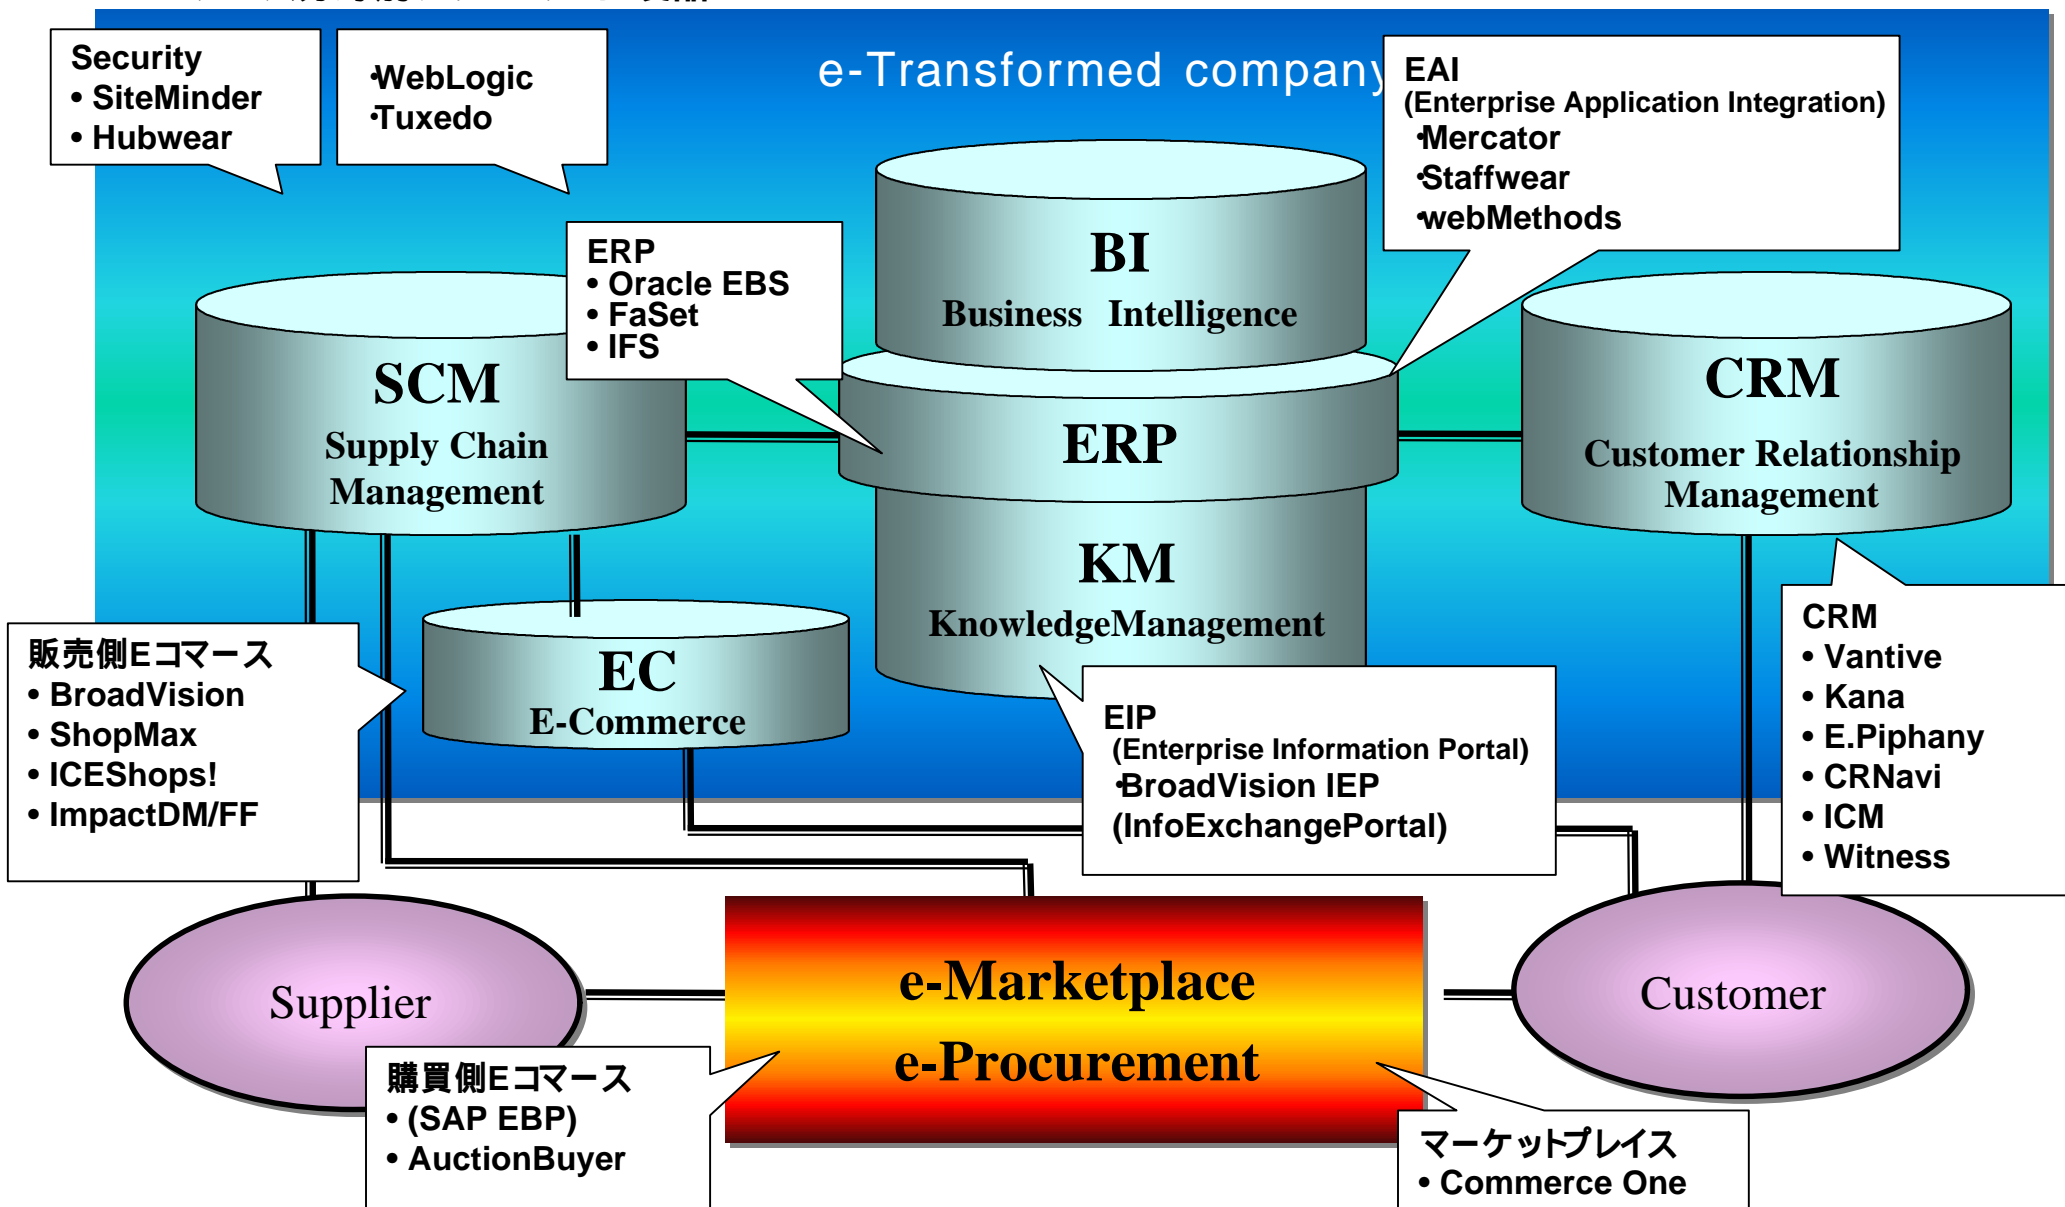 e-Transformed company
Security
• SiteMinder
• Hubwear
•WebLogic
•Tuxedo
EAI
(Enterprise Application Integration)
•Mercator
•Staffwear
•webMethods
BI
Business Intelligence
ERP
• Oracle EBS
• FaSet
• IFS
SCM
Supply Chain
Management
ERP
CRM
Customer Relationship
Management
KM
KnowledgeManagement
EC
E-Commerce
販売側Eコマース
• BroadVision
• ShopMax
• ICEShops!
• ImpactDM/FF
EIP
(Enterprise Information Portal)
•BroadVision IEP
(InfoExchangePortal)
CRM
• Vantive
• Kana
• E.Piphany
• CRNavi
• ICM
• Witness
Supplier
e-Marketplace
e-Procurement
Customer
購買側Eコマース
• (SAP EBP)
• AuctionBuyer
マーケットプレイス
• Commerce One